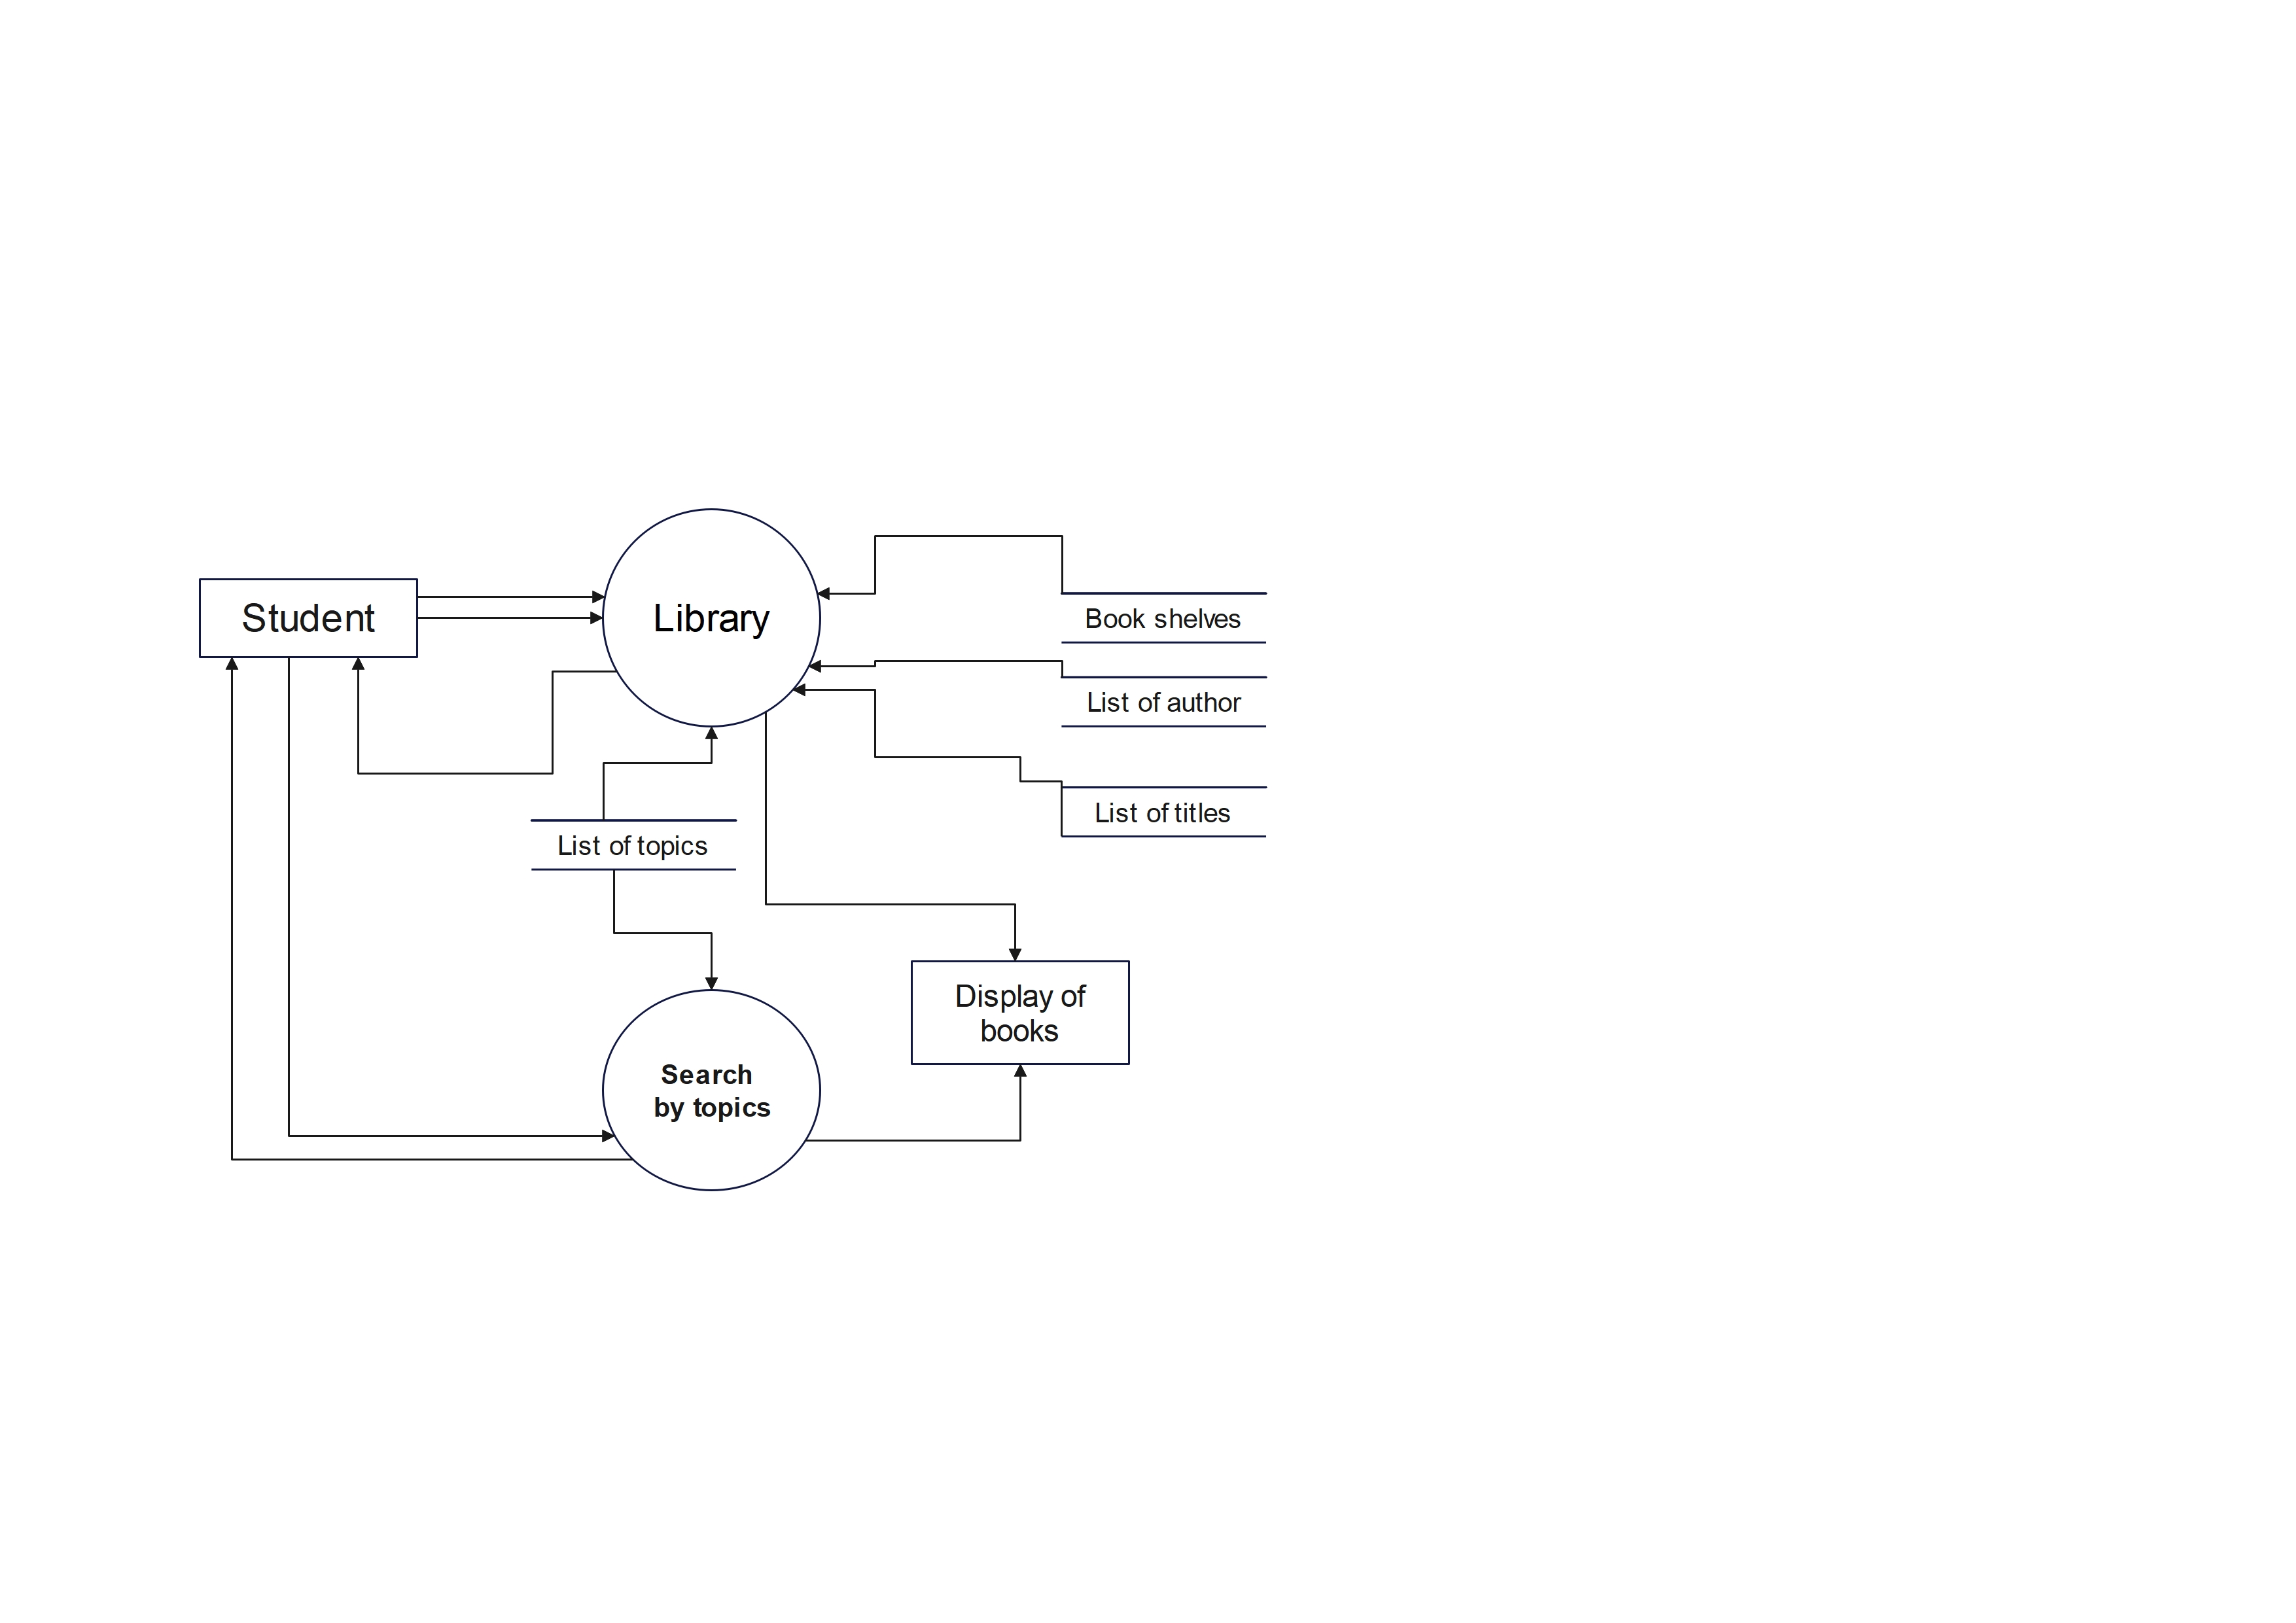 Student
Library
Book shelves
List of author
List of titles
List of topics
Display of
books
Search
by topics